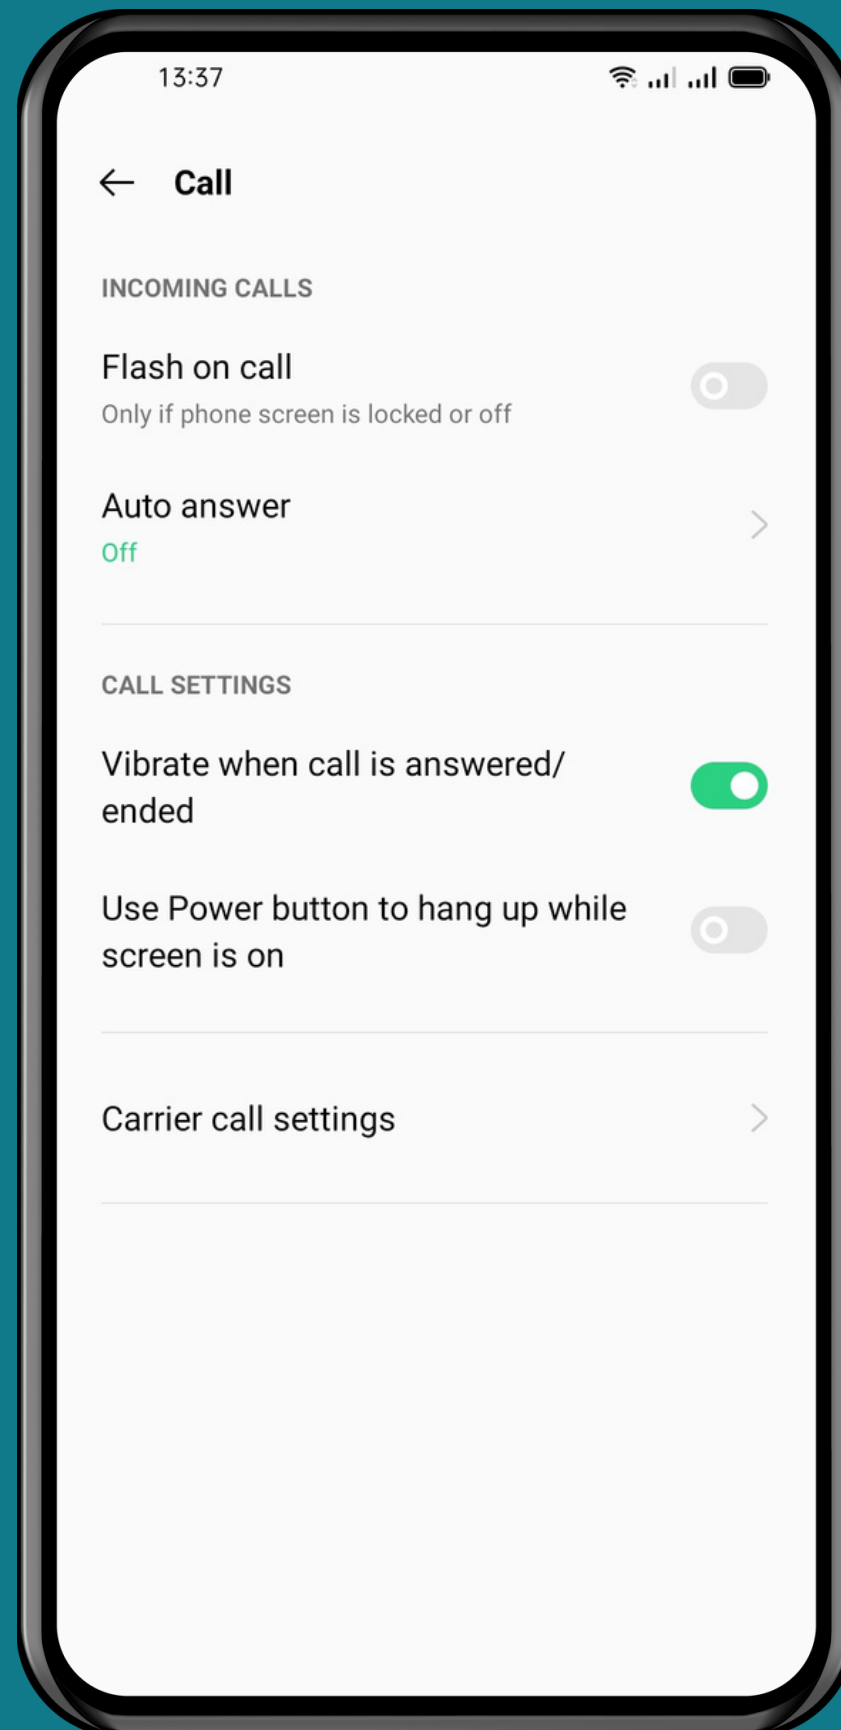 13:37
Call
INCOMING CALLS
Flash on call
Only if phone screen is locked or off
Auto answer
Off
CALL SETTINGS
Vibrate when call is answered/
ended
Use Power button to hang up while
screen is on
Carrier call settings